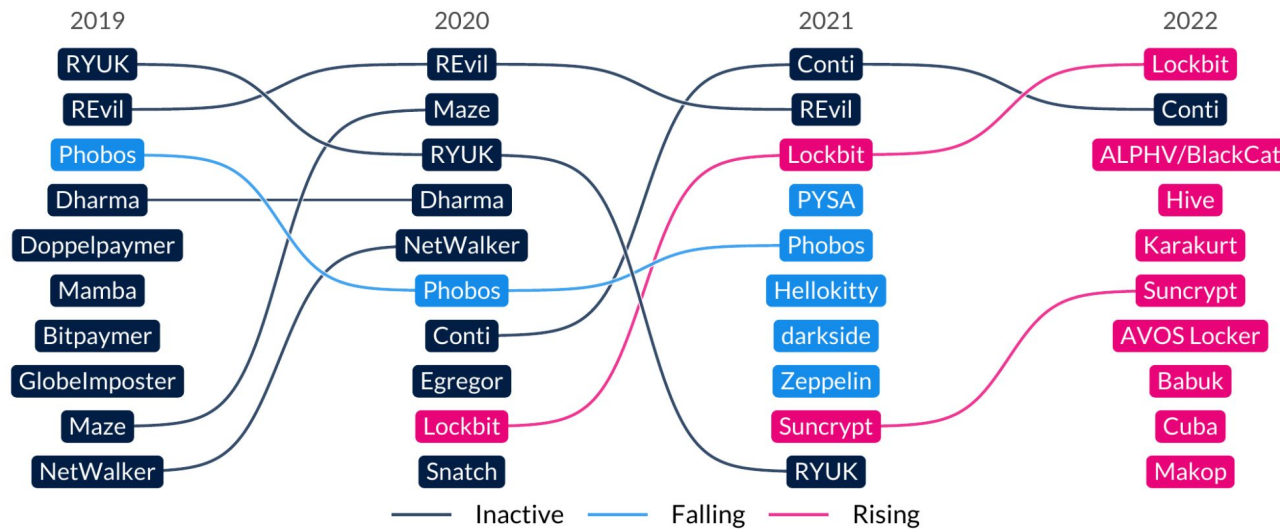 2019 2020 2021 2022
RYUK REvil Conti Lockbit
REvil Maze REvil Conti
Phobos RYUK Lockbit ALPHV/BlackCat
Dharma Dharma PYSA Hive
Doppelpaymer NetWalker Phobos Karakurt
Mamba Phobos Hellokitty Suncrypt
Bitpaymer Conti darkside AVOS Locker
GlobeImposter Egregor Zeppelin Babuk
Maze Lockbit Suncrypt Cuba
NetWalker Snatch RYUK Makop
Inactive Falling Rising